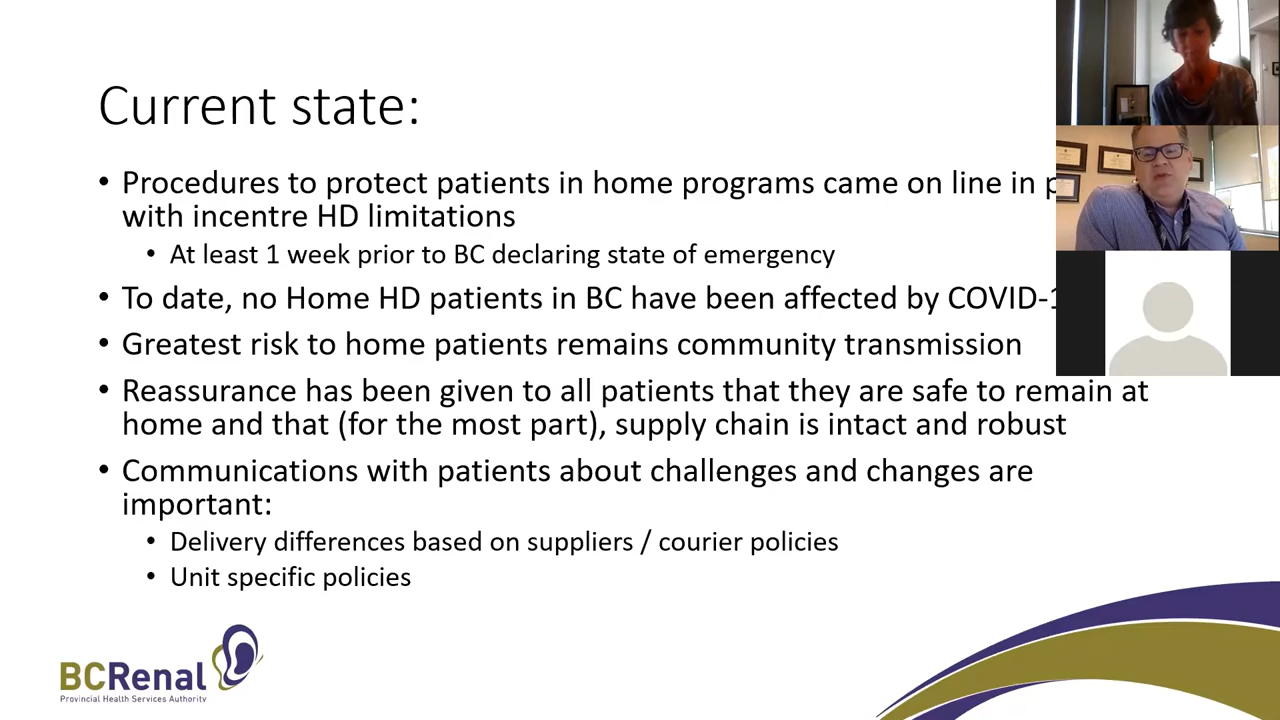 Current state:
• Procedures to protect patients in home programs came on line in
with incentre HD limitations
• At least 1 week prior to BC declaring state of emergency
• To date, no Home HD patients in BC have been affected by
• Greatest risk to home patients remains community transmission
• Reassurance has been given to all patients that they are safe to remain at
home and that (for the most part), supply chain is intact and robust
• Communications with patients about challenges and changes are
important:
• Delivery differences based on suppliers / courier policies
• Unit specific policies
BCRenal
Provincial Health Services Authority